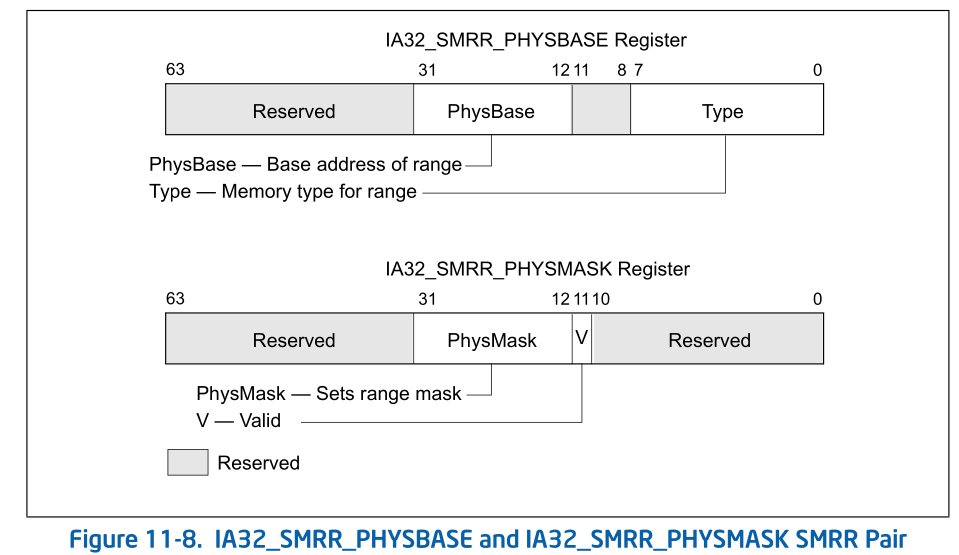 IA32_SMRR_PHYSBASE Register
63 31 12 11 8 7 0
Reserved PhysBase Type
PhysBase — Base address of range
Type — Memory type for range
IA32_SMRR_PHYSMASK Register
63 31 12 11 10 0
Reserved PhysMask V Reserved
PhysMask — Sets range mask
V — Valid
Reserved
Figure 11-8. IA32_SMRR_PHYSBASE and IA32_SMRR_PHYSMASK SMRR Pair